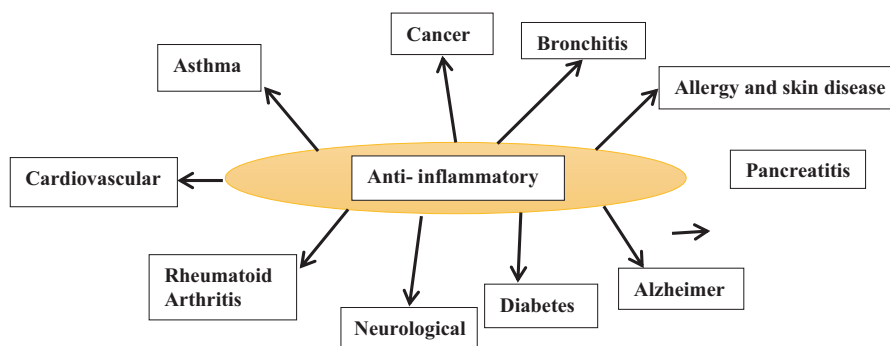 Cancer
Bronchitis
Asthma
Allergy and skin disease
Cardiovascular
Anti- inflammatory
Pancreatitis
Rheumatoid
Arthritis
Neurological
Diabetes
Alzheimer